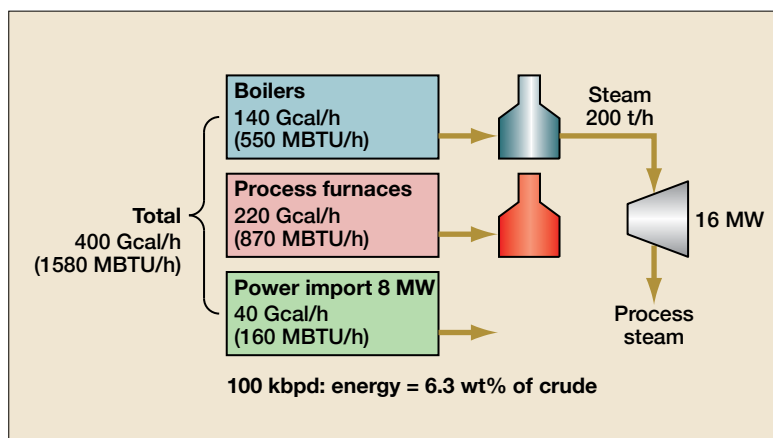 Boilers
140 Gcal/h
(550 MBTU/h)
Steam
200 t/h
Process furnaces
220 Gcal/h
(870 MBTU/h)
Total
400 Gcal/h
(1580 MBTU/h)
16 MW
Power import 8 MW
40 Gcal/h
(160 MBTU/h)
Process
steam
100 kbpd: energy = 6.3 wt% of crude